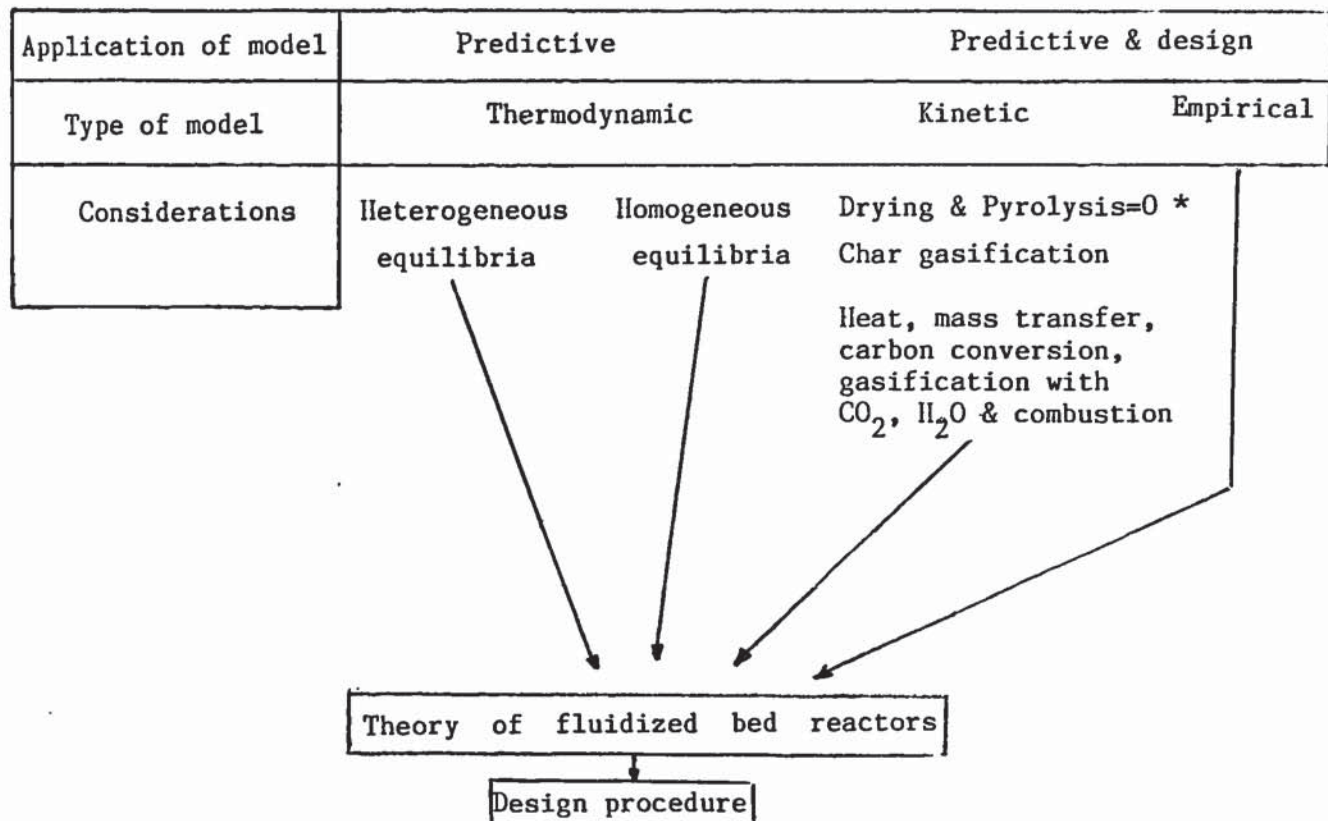 Application of model Predictive Predictive & design
Type of model Thermodynamic Kinetic Empirical
Considerations Heterogeneous Homogeneous Drying & Pyrolysis=0 *
equilibria equilibria Char gasification
Heat, mass transfer,
carbon conversion,
gasification with
CO2, H2O & combustion
Theory of fluidized bed reactors
Design procedure